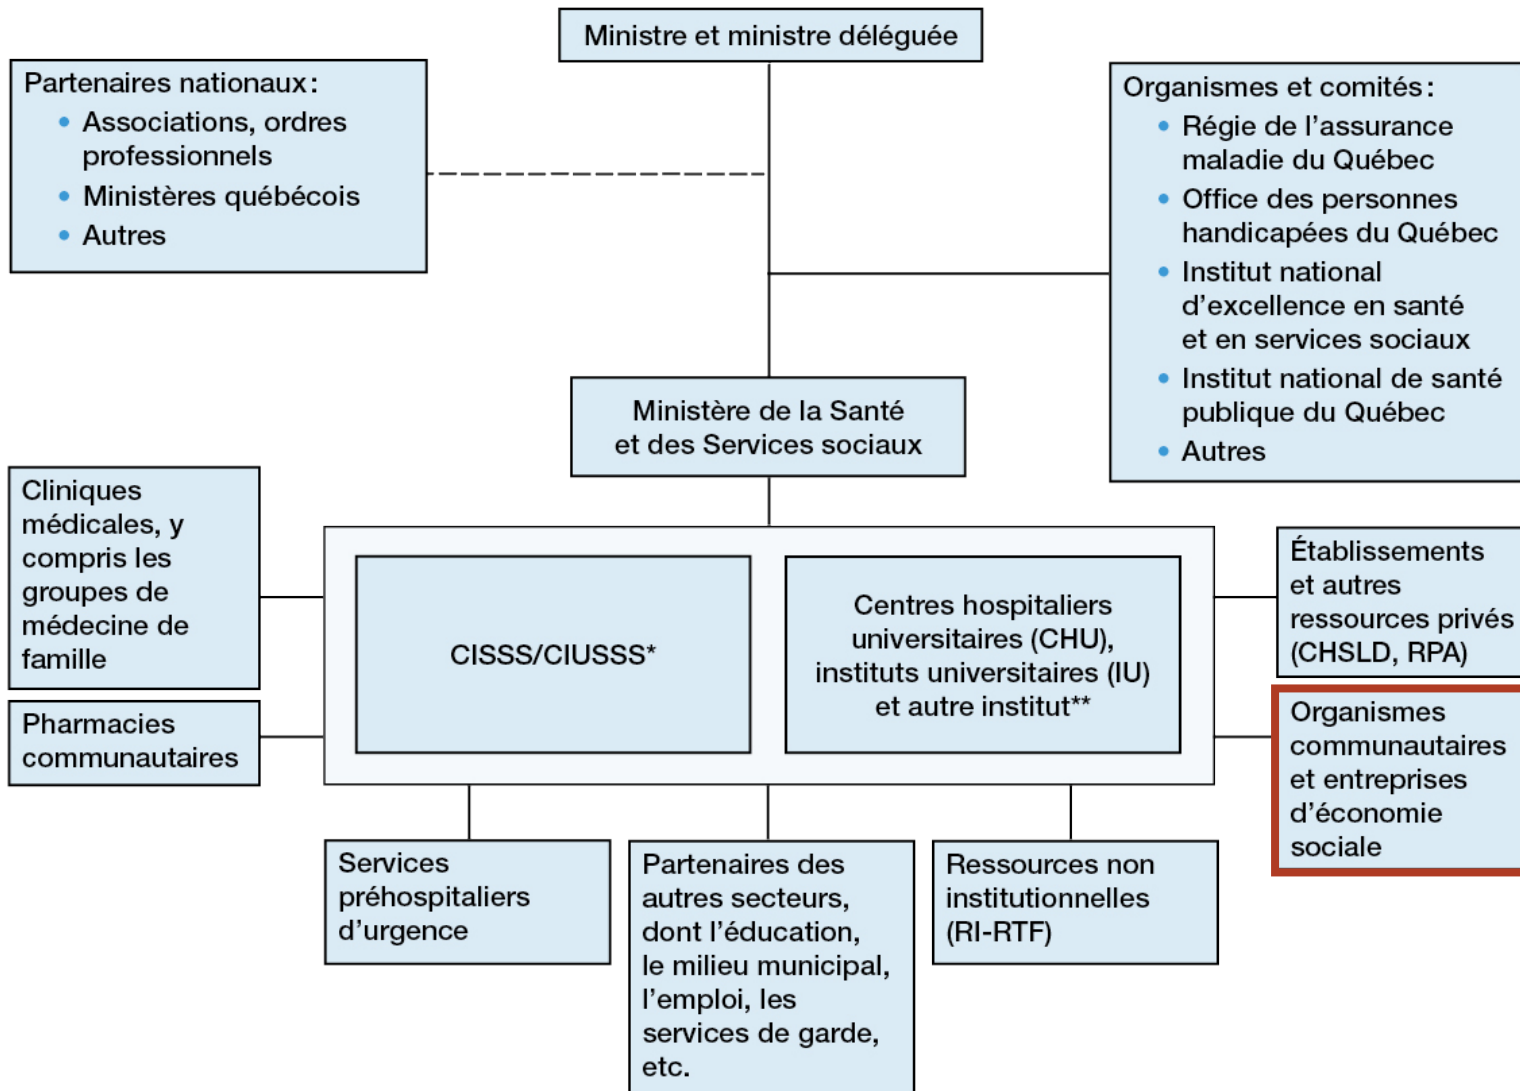 Ministre et ministre déléguée
Partenaires nationaux :
• Associations, ordres
professionnels
• Ministères québécois
• Autres
Organismes et comités :
• Régie de l'assurance
maladie du Québec
• Office des personnes
handicapées du Québec
• Institut national
d'excellence en santé
et en services sociaux
• Institut national de santé
publique du Québec
• Autres
Ministère de la Santé
et des Services sociaux
Cliniques
médicales, y
compris les
groupes de
médecine de
famille
Pharmacies
communautaires
CISSS/CIUSSS*
Centres hospitaliers
universitaires (CHU),
instituts universitaires (IU)
et autre institut**
Établissements
et autres
ressources privés
(CHSLD, RPA)
Organismes
communautaires
et entreprises
d'économie
sociale
Services
préhospitaliers
d'urgence
Partenaires des
autres secteurs,
dont l'éducation,
le milieu municipal,
l'emploi, les
services de garde,
etc.
Ressources non
institutionnelles
(RI-RTF)